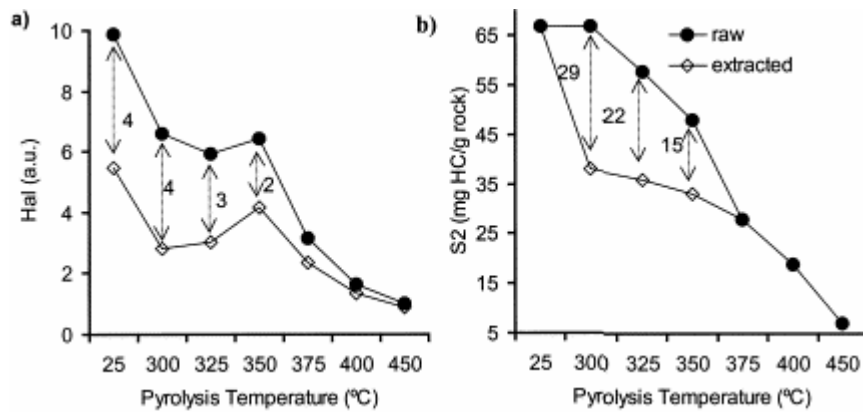 a)
10
8
6
4
2
0
Hal (a.u.)
4
4
3
2
25 300 325 350 375 400 450
Pyrolysis Temperature (ºC)
b)
65
55
45
35
25
15
5
S2 (mg HC/g rock)
raw
extracted
29
22
15
25 300 325 350 375 400 450
Pyrolysis Temperature (ºC)